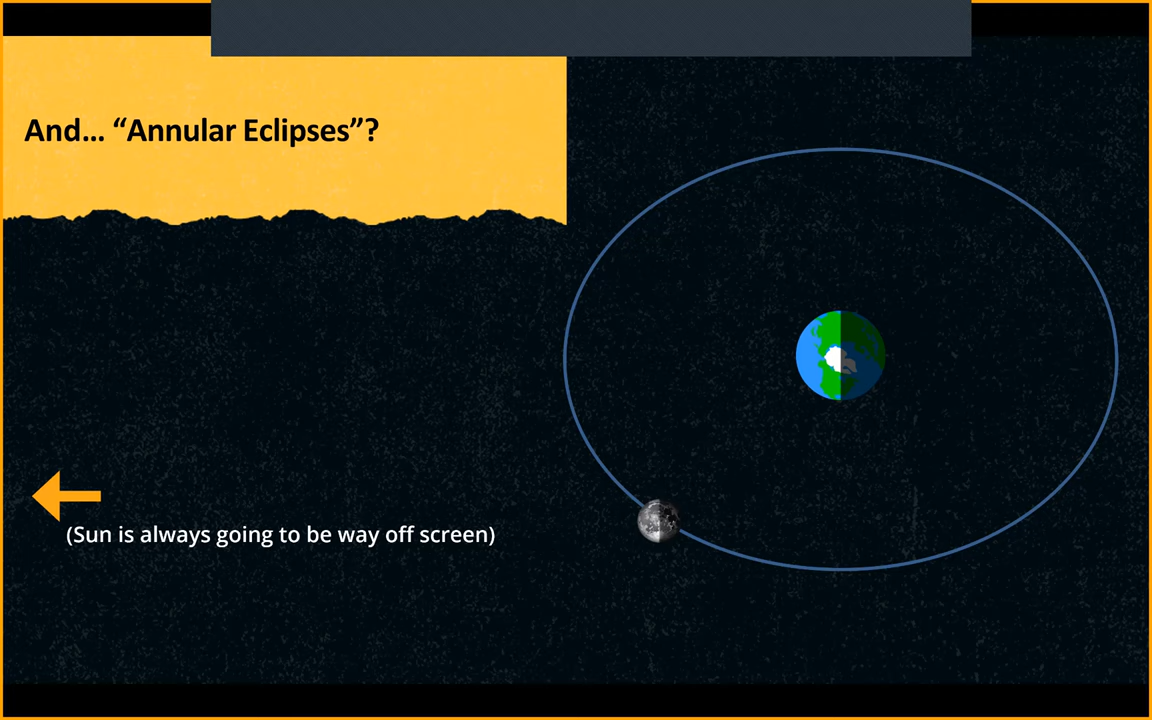 And... “Annular Eclipses”?
(Sun is always going to be way off screen)